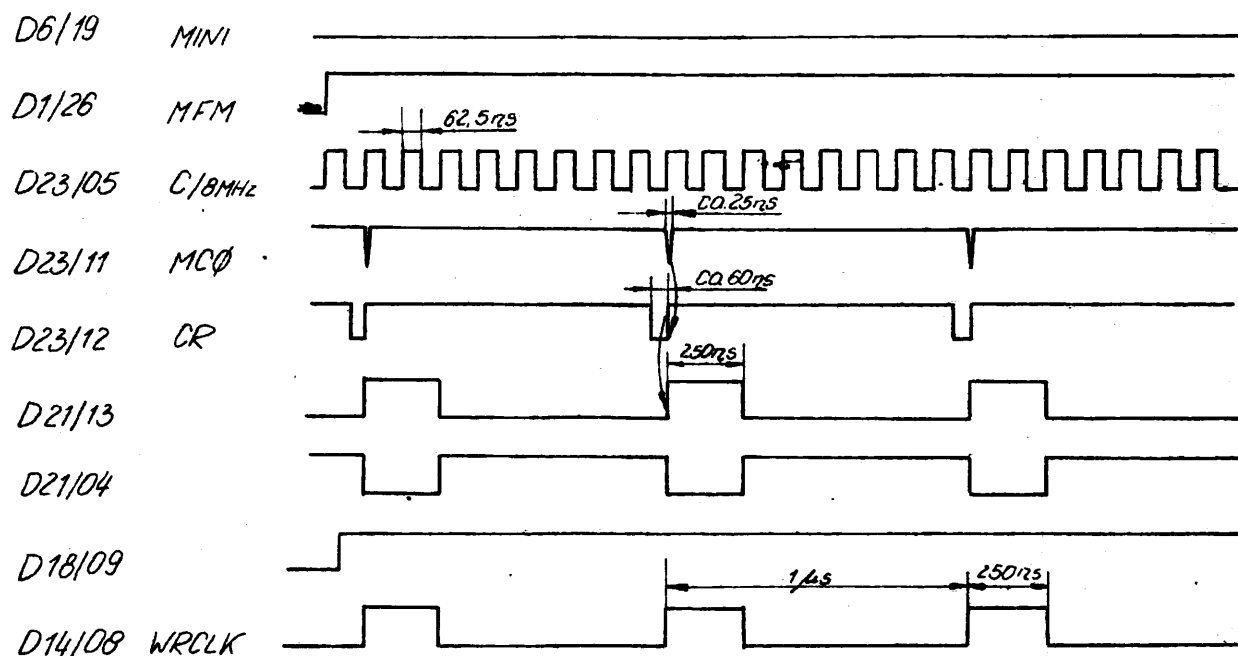 D6/19 MINI
D1/26 MFM
62,5ns
D23/05 C/8MHz
ca.25ns
D23/11 MCØ
ca.60ns
D23/12 CR
250ns
D21/13
D21/04
D18/09
1µs 250ns
D14/08 WRCLK